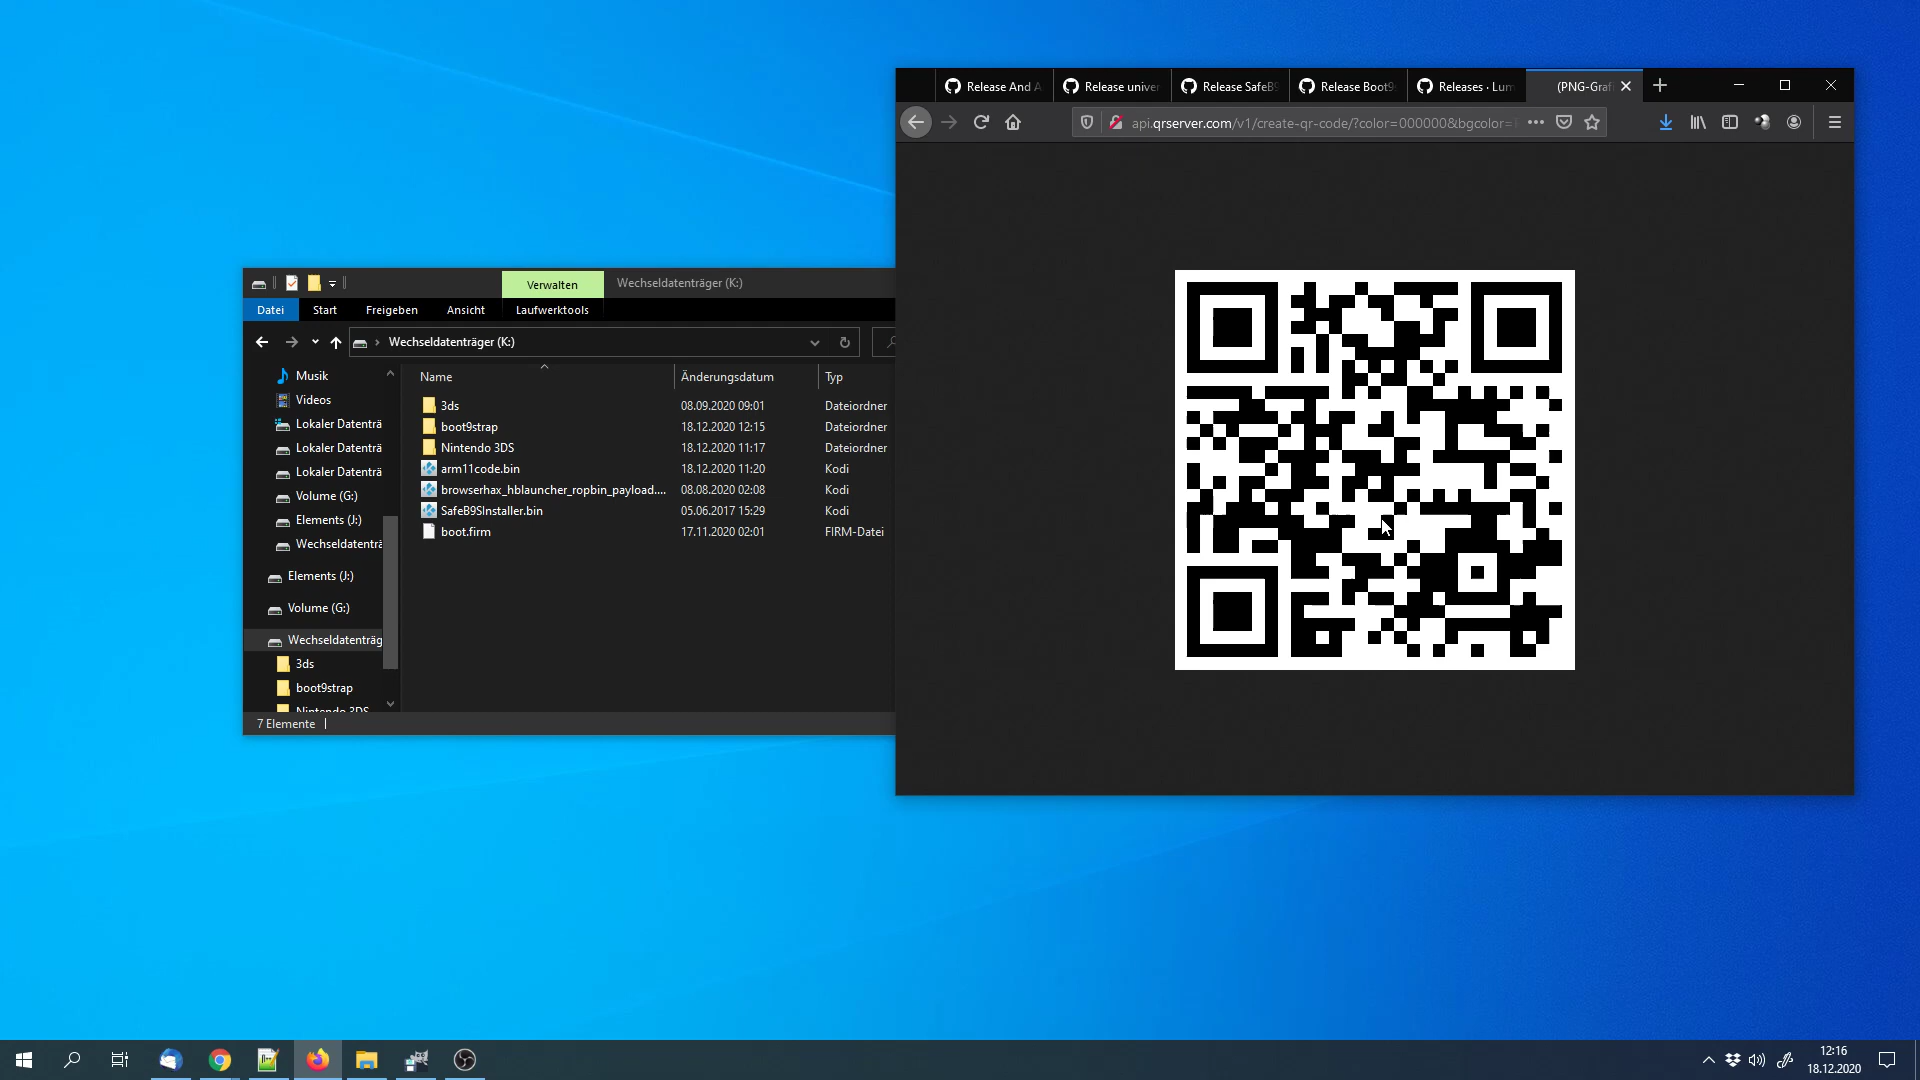 Release And A
Release univer
Release SafeB9
Release Boot9
Releases · Lum
(PNG-Graf
api.qrserver.com/v1/create-qr-code/?color=000000&bgcolor=
Verwalten
Wechseldatenträger (K:)
Datei
Start
Freigeben
Ansicht
Laufwerktools
Wechseldatenträger (K:)
Musik
Videos
Lokaler Datenträ
Lokaler Datenträ
Lokaler Datenträ
Volume (G:)
Elements (J:)
Wechseldatenträ
Elements (J:)
Volume (G:)
Wechseldatenträg
3ds
boot9strap
Nintendo 3DS
Name
Änderungsdatum
Typ
3ds 08.09.2020 09:01 Dateiordner
boot9strap 18.12.2020 12:15 Dateiordner
Nintendo 3DS 18.12.2020 11:17 Dateiordner
arm11code.bin 18.12.2020 11:20 Kodi
browserhax_hblauncher_ropbin_payload.... 08.08.2020 02:08 Kodi
SafeB9SInstaller.bin 05.06.2017 15:29 Kodi
boot.firm 17.11.2020 02:01 FIRM-Datei
7 Elemente
12:16
18.12.2020